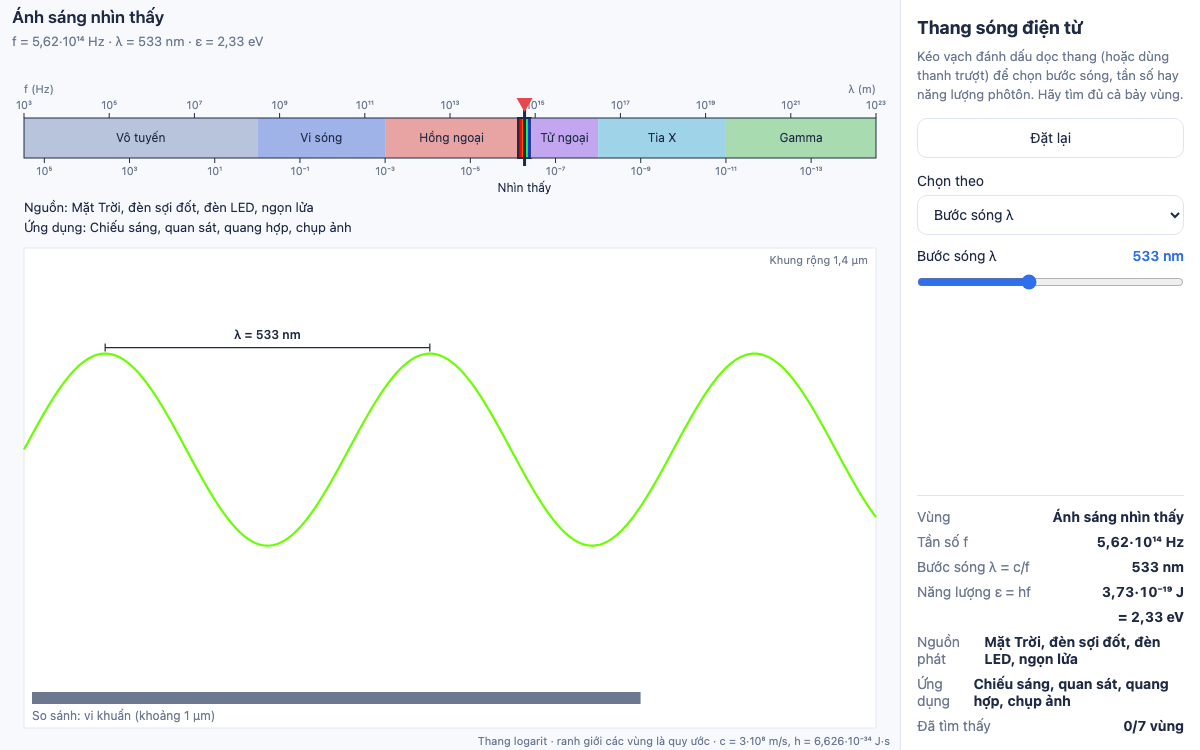 Ánh sáng nhìn thấy
f = 5,62·10¹⁴ Hz · λ = 533 nm · ε = 2,33 eV
f (Hz)
λ (m)
10³ 10⁵ 10⁷ 10⁹ 10¹¹ 10¹³ 10¹⁵ 10¹⁷ 10¹⁹ 10²¹ 10²³
Vô tuyến Vi sóng Hồng ngoại Tử ngoại Tia X Gamma
10⁵ 10³ 10¹ 10⁻¹ 10⁻³ 10⁻⁵ 10⁻⁷ 10⁻⁹ 10⁻¹¹ 10⁻¹³
Nhìn thấy
Nguồn: Mặt Trời, đèn sợi đốt, đèn LED, ngọn lửa
Ứng dụng: Chiếu sáng, quan sát, quang hợp, chụp ảnh
Khung rộng 1,4 µm
λ = 533 nm
So sánh: vi khuẩn (khoảng 1 µm)
Thang logarit · ranh giới các vùng là quy ước · c = 3·10⁸ m/s, h = 6,626·10⁻³⁴ J·s
Thang sóng điện từ
Kéo vạch đánh dấu dọc thang (hoặc dùng
thanh trượt) để chọn bước sóng, tần số hay
năng lượng phôtôn. Hãy tìm đủ cả bảy vùng.
Đặt lại
Chọn theo
Bước sóng λ
Bước sóng λ 533 nm
Vùng Ánh sáng nhìn thấy
Tần số f 5,62·10¹⁴ Hz
Bước sóng λ = c/f 533 nm
Năng lượng ε = hf 3,73·10⁻¹⁹ J
= 2,33 eV
Nguồn phát Mặt Trời, đèn sợi đốt, đèn
LED, ngọn lửa
Ứng dụng Chiếu sáng, quan sát, quang
hợp, chụp ảnh
Đã tìm thấy 0/7 vùng